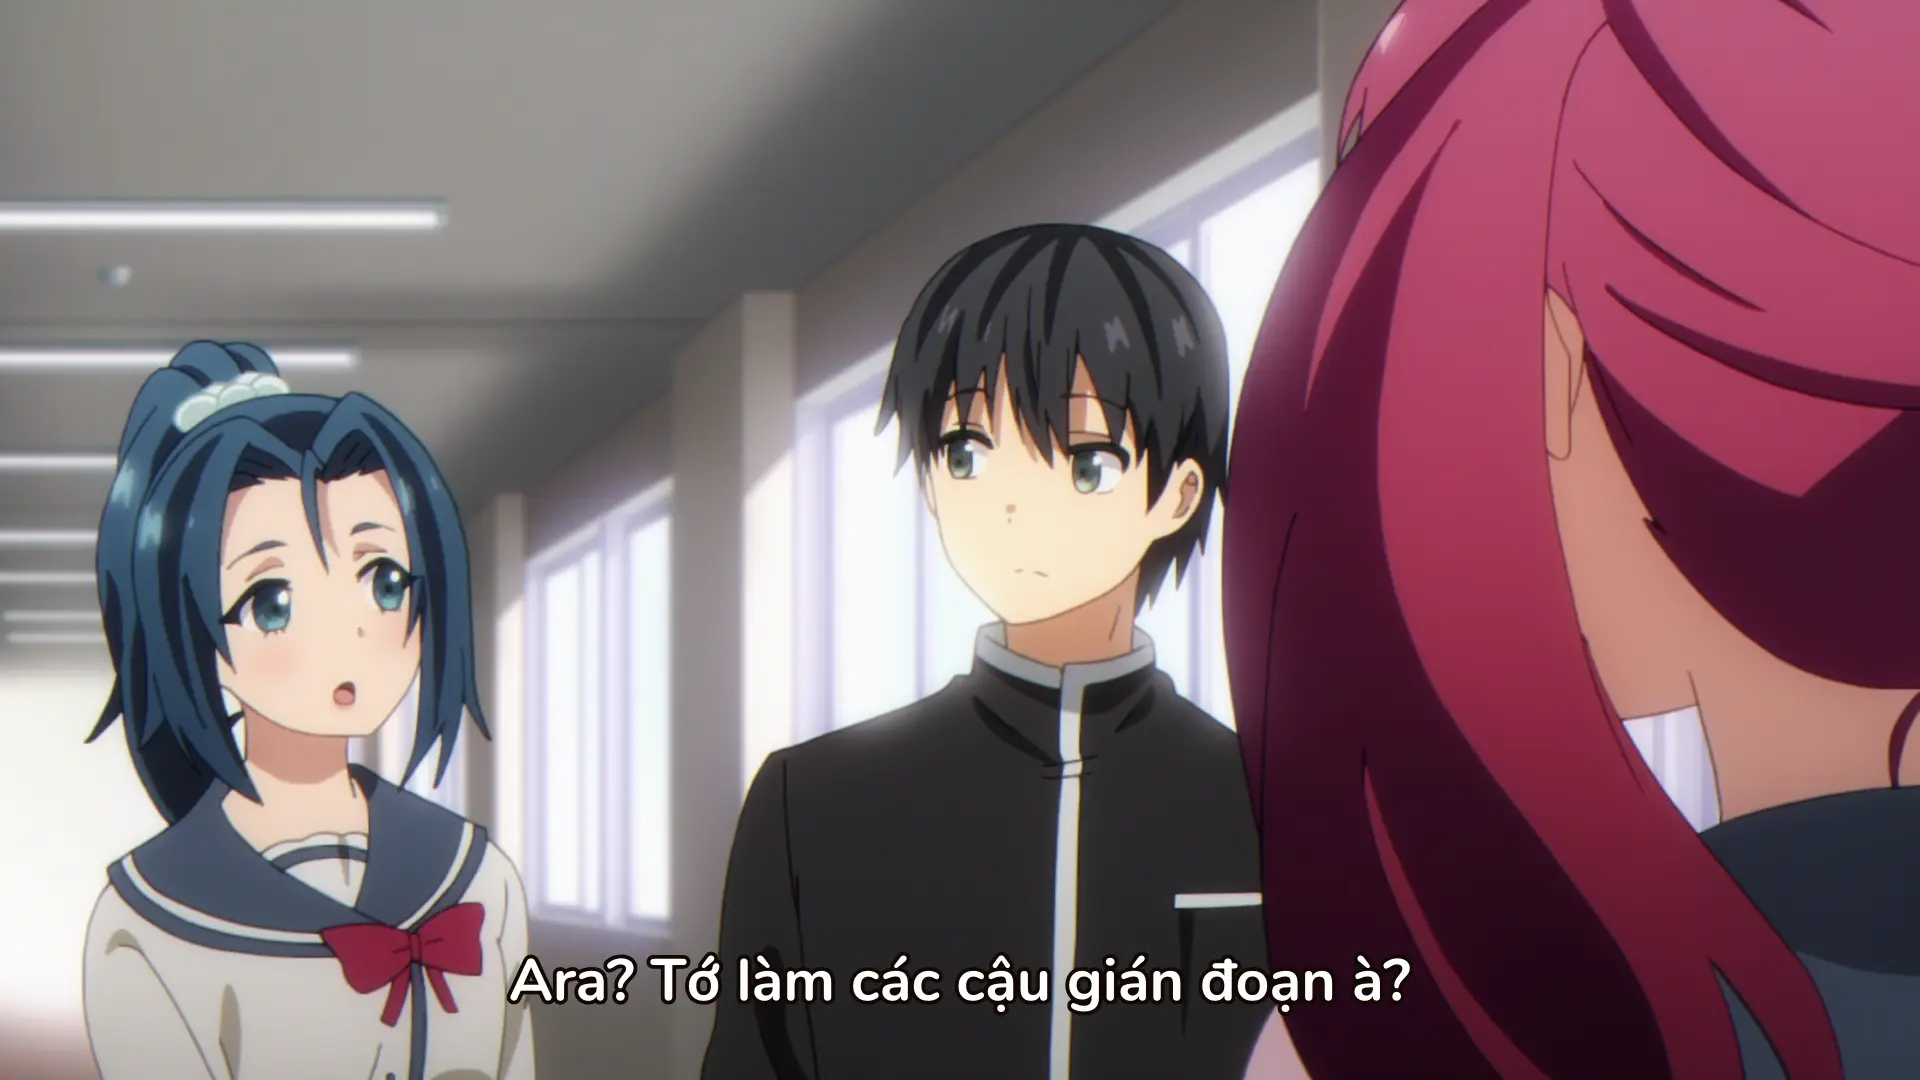 Ara? Tớ làm các cậu gián đoạn à?